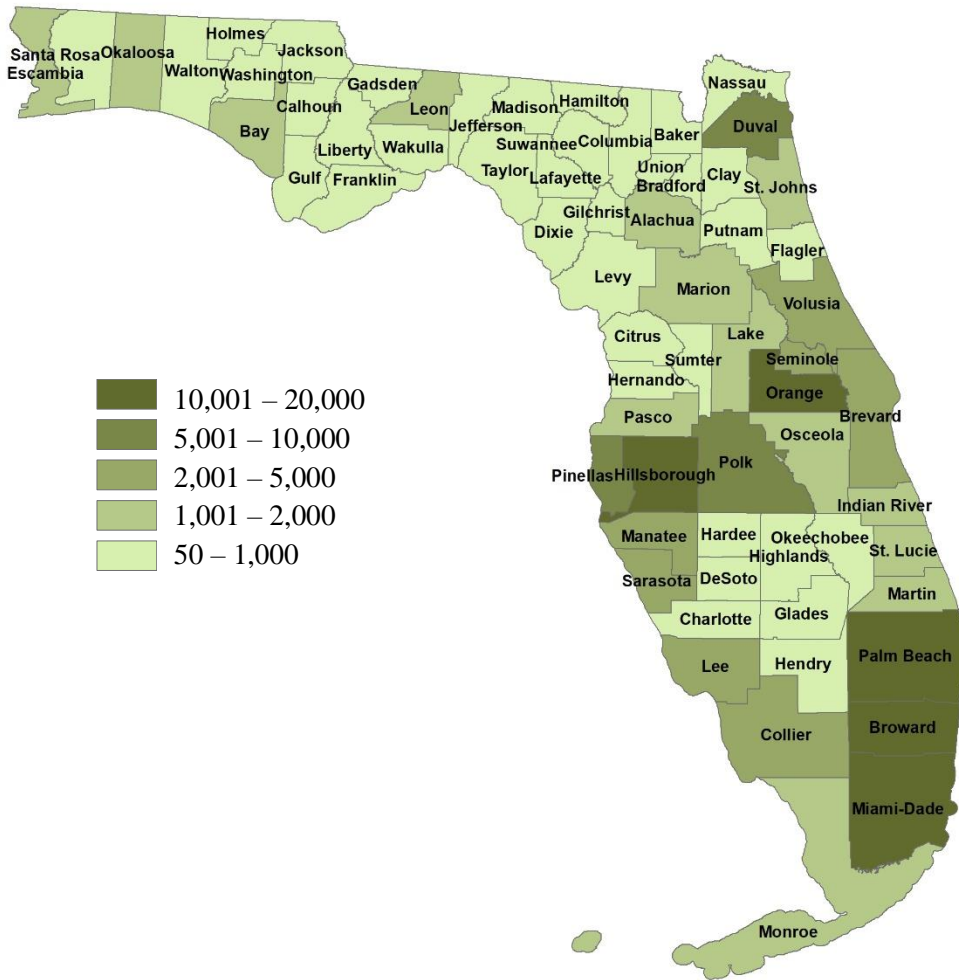 Holmes
Jackson
Santa Rosa
Okaloosa
Escambia
Walton
Washington
Gadsden
Nassau
Calhoun
Leon
Madison
Hamilton
Bay
Jefferson
Duval
Liberty
Wakulla
Suwannee
Columbia
Baker
Gulf
Franklin
Taylor
Lafayette
Union
Bradford
Clay
St. Johns
Dixie
Gilchrist
Alachua
Putnam
Flagler
Levy
Marion
Volusia
Citrus
Lake
Sumter
Seminole
Hernando
Orange
Pasco
Brevard
Osceola
Pinellas
Hillsborough
Polk
Indian River
Manatee
Hardee
Okeechobee
Highlands
St. Lucie
Sarasota
DeSoto
Martin
Charlotte
Glades
Lee
Hendry
Palm Beach
Collier
Broward
Miami-Dade
Monroe
10,001 – 20,000
5,001 – 10,000
2,001 – 5,000
1,001 – 2,000
50 – 1,000